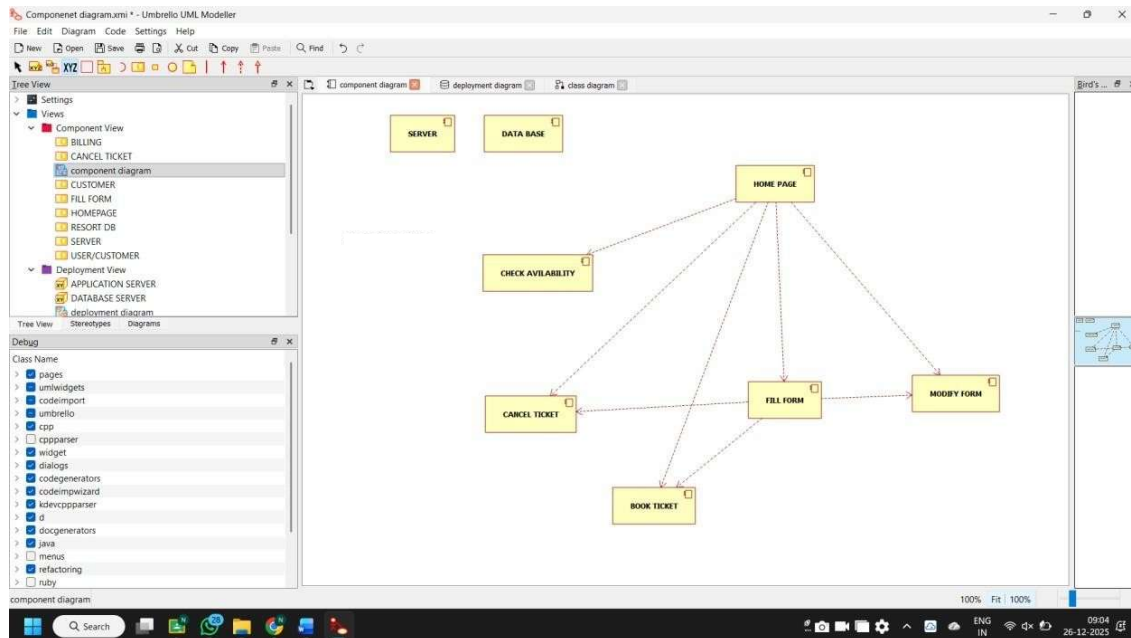 Componenet diagram.xmi * - Umbrello UML Modeller
File Edit Diagram Code Settings Help
New Open Save Cut Copy Paste Find
XYZ
Tree View
component diagram deployment diagram class diagram
Bird's ...
Settings
Views
Component View
BILLING
CANCEL TICKET
component diagram
CUSTOMER
FILL FORM
HOMEPAGE
RESORT DB
SERVER
USER/CUSTOMER
Deployment View
APPLICATION SERVER
DATABASE SERVER
deployment diagram
Tree View Stereotypes Diagrams
Debug
Class Name
pages
umlwidgets
codeimport
umbrello
cpp
cppparser
widget
dialogs
codegenerators
codeimpwizard
kdevcppparser
d
docgenerators
java
menus
refactoring
ruby
SERVER
DATA BASE
HOME PAGE
CHECK AVILABILITY
CANCEL TICKET
FILL FORM
MODIFY FORM
BOOK TICKET
component diagram
100% Fit 100%
Search
28
ENG
IN
09:04
26-12-2025